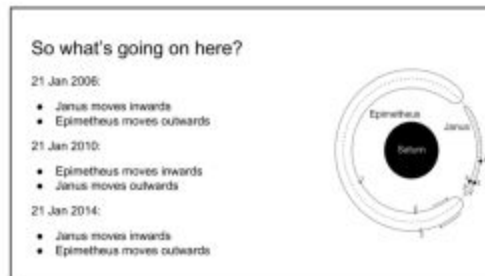 So what's going on here?
21 Jan 2006:
● Janus moves inwards
● Epimetheus moves outwards
21 Jan 2010:
● Epimetheus moves inwards
● Janus moves outwards
21 Jan 2014:
● Janus moves inwards
● Epimetheus moves outwards
Epimetheus
Janus
Saturn